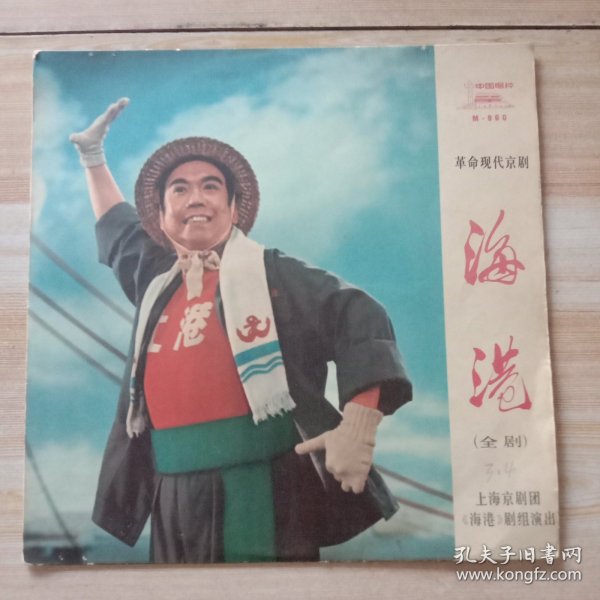 中国唱片
M-860
革命现代京剧
海港
(全剧)
3.4
上海京剧团
《海港》剧组演出
上港
孔夫子旧书网
www.kongfz.com